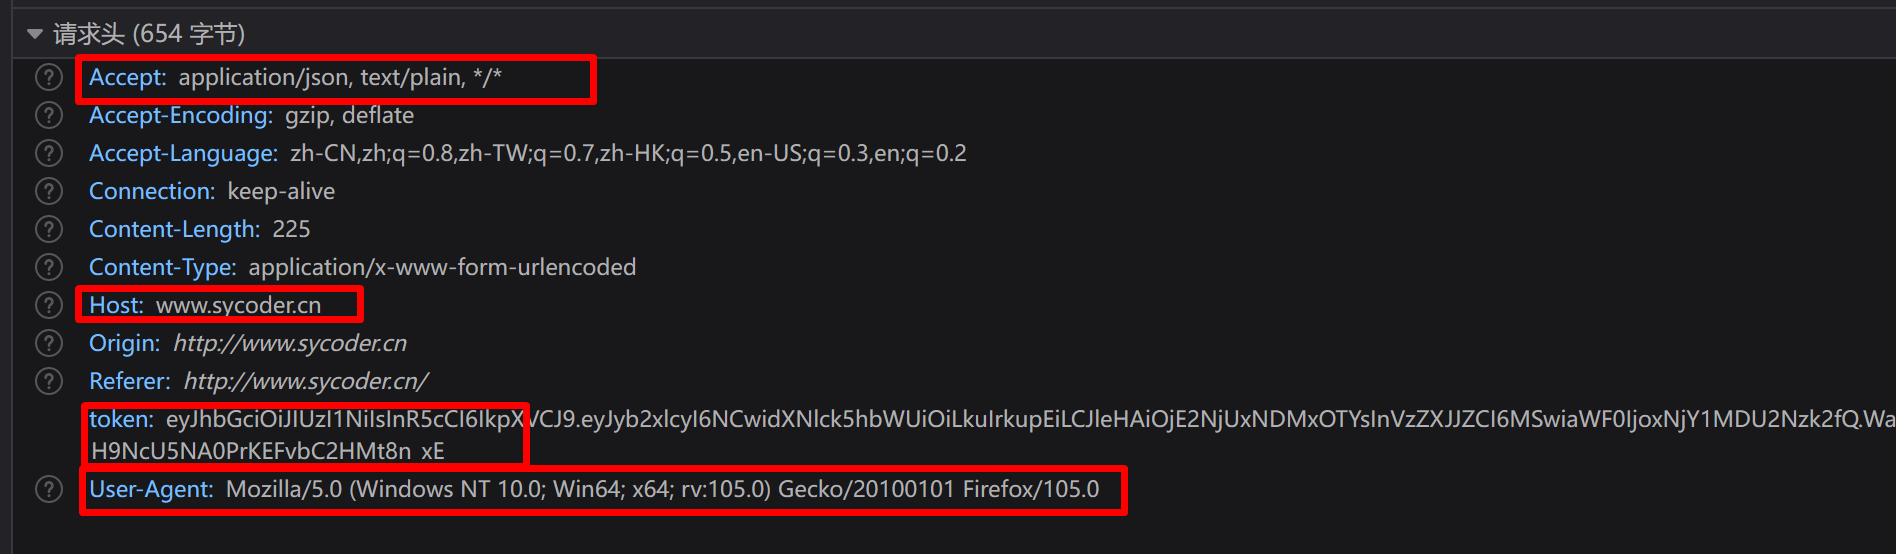 请求头 (654 字节)
Accept: application/json, text/plain, */*
Accept-Encoding: gzip, deflate
Accept-Language: zh-CN,zh;q=0.8,zh-TW;q=0.7,zh-HK;q=0.5,en-US;q=0.3,en;q=0.2
Connection: keep-alive
Content-Length: 225
Content-Type: application/x-www-form-urlencoded
Host: www.sycoder.cn
Origin: http://www.sycoder.cn
Referer: http://www.sycoder.cn/
token: eyJhbGciOiJIUzI1NiIsInR5cCI6IkpXVCJ9.eyJyb2xlcyI6NCwidXNlck5hbWUiOiLkuIrkupEiLCJleHAiOjE2NjUxNDMxOTYsInVzZXJJZCI6MSwiaWF0IjoxNjY1MDU2Nzk2fQ.Wa
H9NcU5NA0PrKEFvbC2HMt8n_xE
User-Agent: Mozilla/5.0 (Windows NT 10.0; Win64; x64; rv:105.0) Gecko/20100101 Firefox/105.0